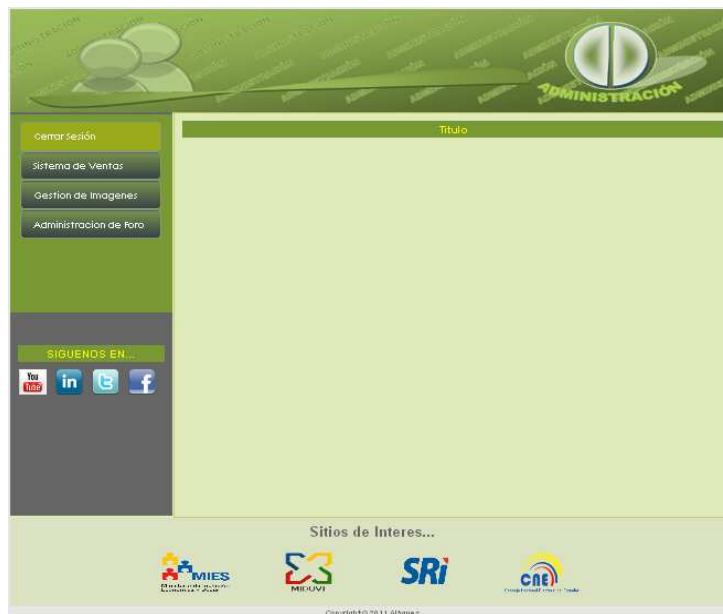 ADMINISTRACIÓN
Cerrar Sesión
Titulo
Sistema de Ventas
Gestion de Imagenes
Administracion de Foro
SIGUENOS EN...
You
Tube
in
Sitios de Interes...
MIES
MIDUVI
SRi
CNE